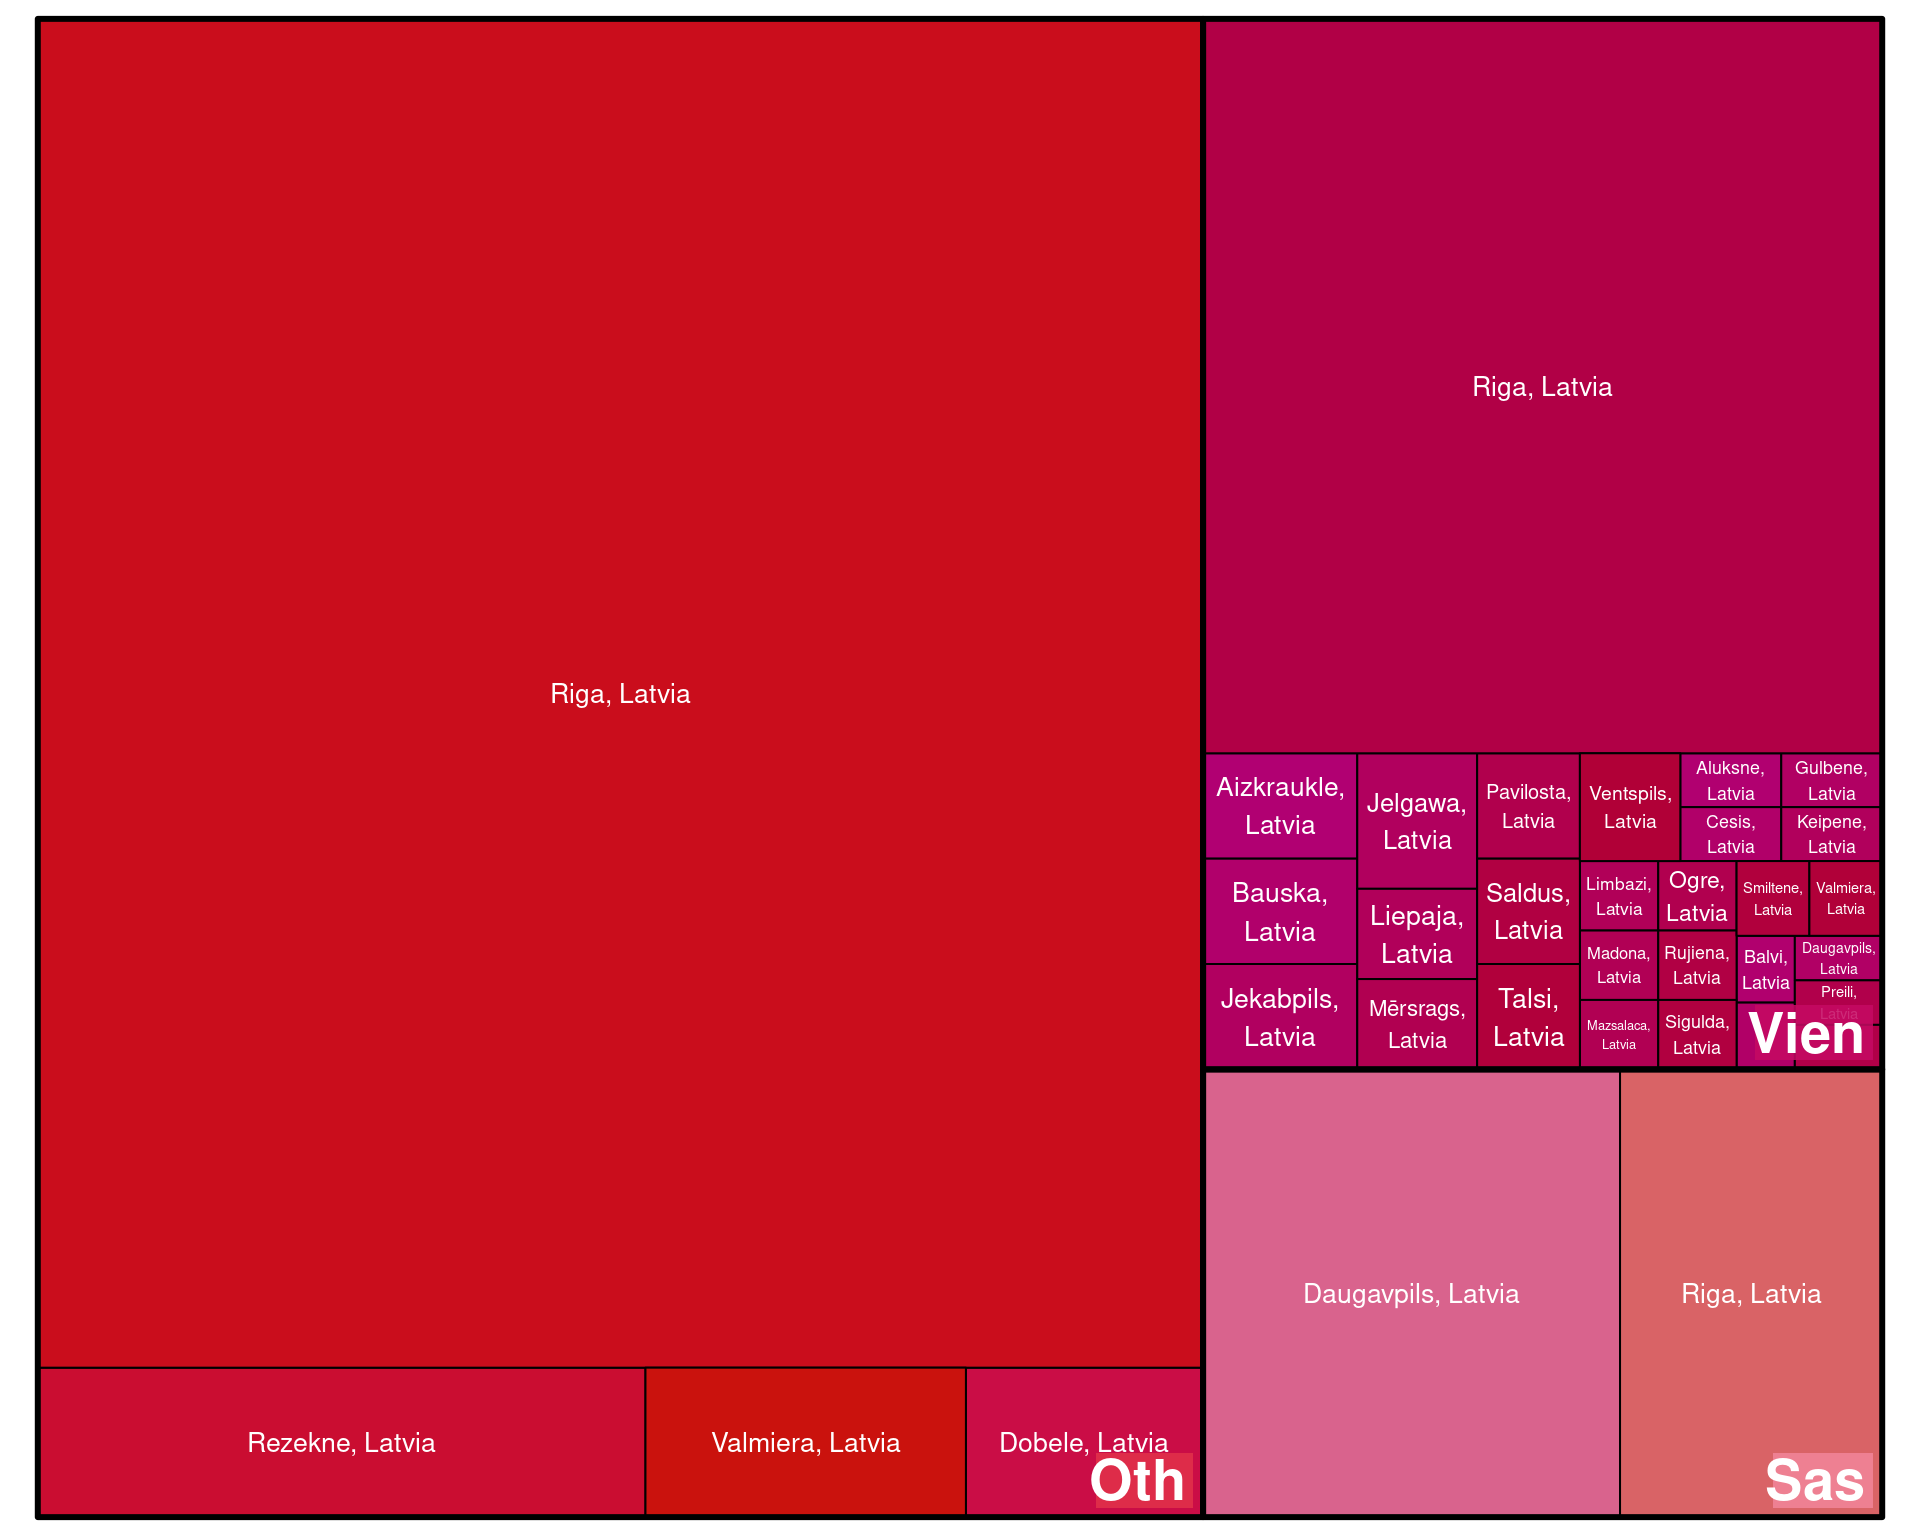 Riga, Latvia
Rezekne, Latvia
Valmiera, Latvia
Dobele, Latvia
Oth
Riga, Latvia
Aizkraukle,
Latvia
Bauska,
Latvia
Jekabpils,
Latvia
Jelgawa,
Latvia
Liepaja,
Latvia
Mērsrags,
Latvia
Pavilosta,
Latvia
Saldus,
Latvia
Talsi,
Latvia
Ventspils,
Latvia
Aluksne,
Latvia
Gulbene,
Latvia
Cesis,
Latvia
Keipene,
Latvia
Limbazi,
Latvia
Ogre,
Latvia
Smiltene,
Latvia
Valmiera,
Latvia
Madona,
Latvia
Rujiena,
Latvia
Balvi,
Latvia
Daugavpils,
Latvia
Preili,
Latvia
Mazsalaca,
Latvia
Sigulda,
Latvia
Vien
Daugavpils, Latvia
Riga, Latvia
Sas